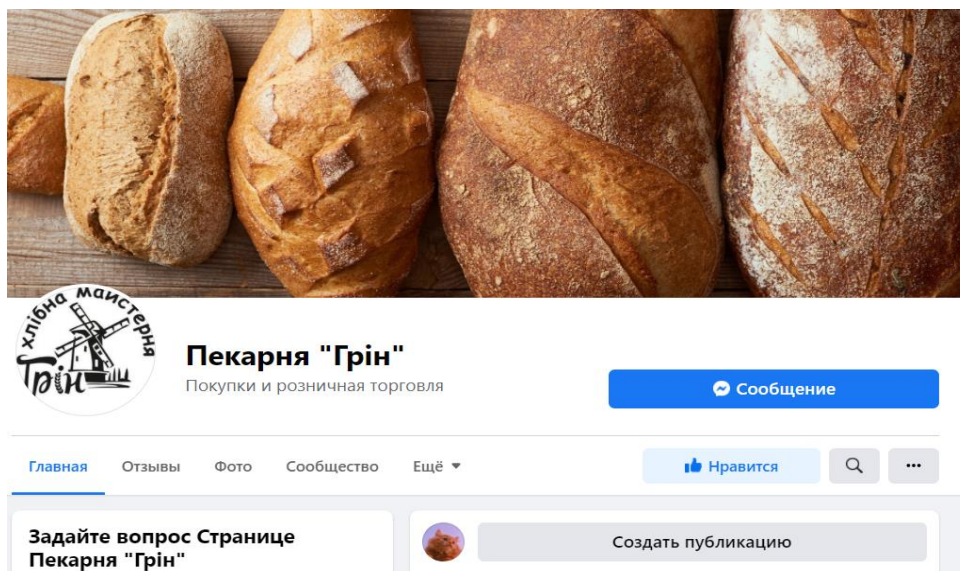 хлібна майстерня
Грін
Пекарня "Грін"
Покупки и розничная торговля
Сообщение
Главная Отзывы Фото Сообщество Ещё
Нравится
Задайте вопрос Странице
Пекарня "Грін"
Создать публикацию